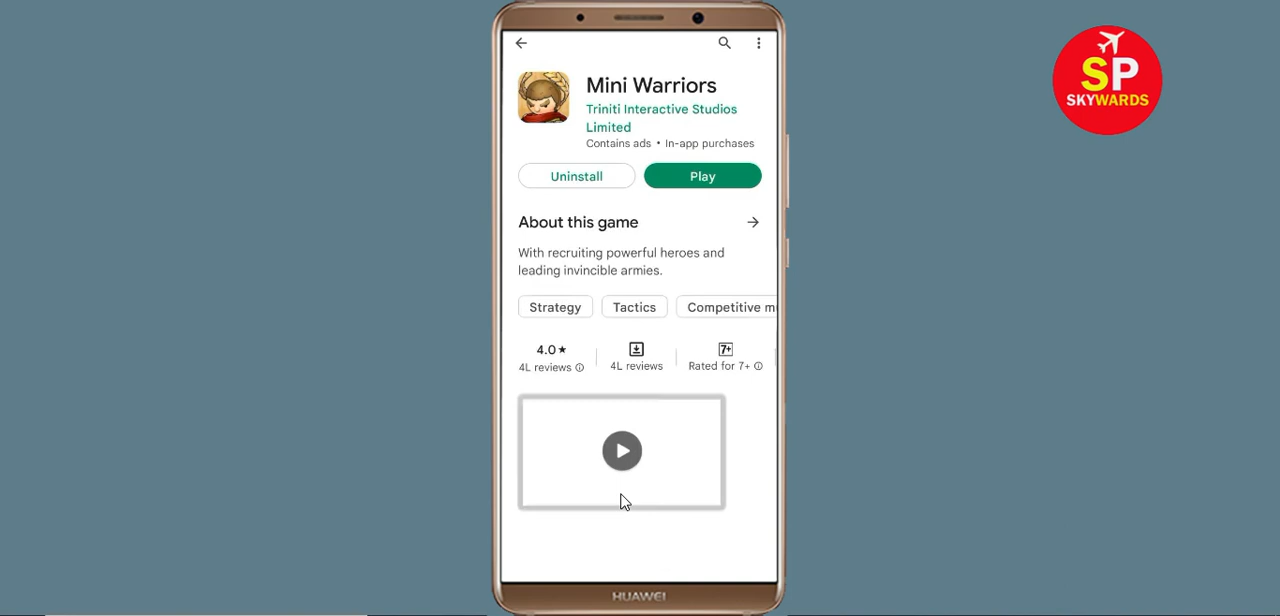 SP
SKYWARDS
Mini Warriors
Triniti Interactive Studios
Limited
Contains ads • In-app purchases
Uninstall
Play
About this game
With recruiting powerful heroes and
leading invincible armies.
Strategy
Tactics
Competitive m
4.0★
4L reviews
4L reviews
7+
Rated for 7+
HUAWEI